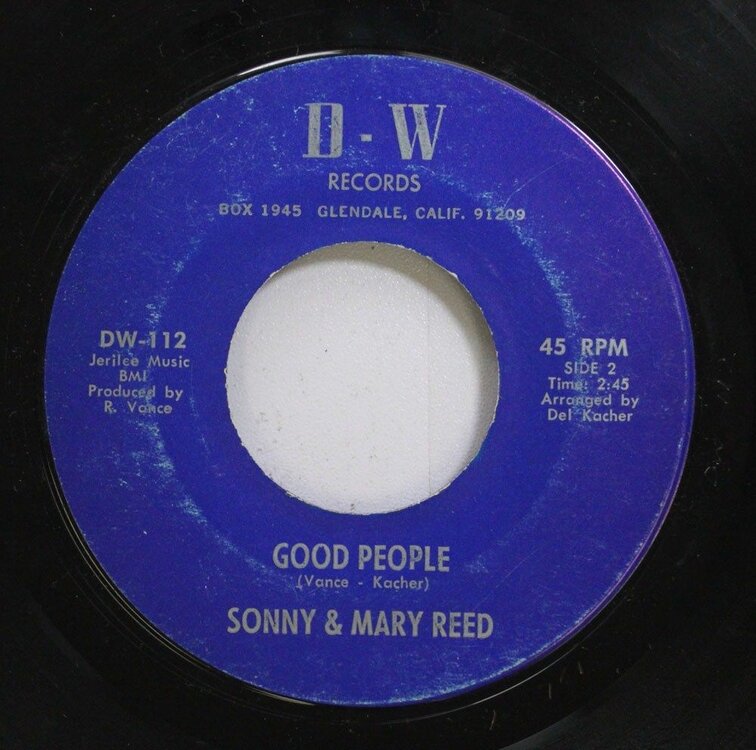 D - W
RECORDS
BOX 1945 GLENDALE, CALIF. 91209
DW-112
Jerilee Music
BMI
Produced by
R. Vance
45 RPM
SIDE 2
Time: 2:45
Arranged by
Del Kacher
GOOD PEOPLE
(Vance - Kacher)
SONNY & MARY REED